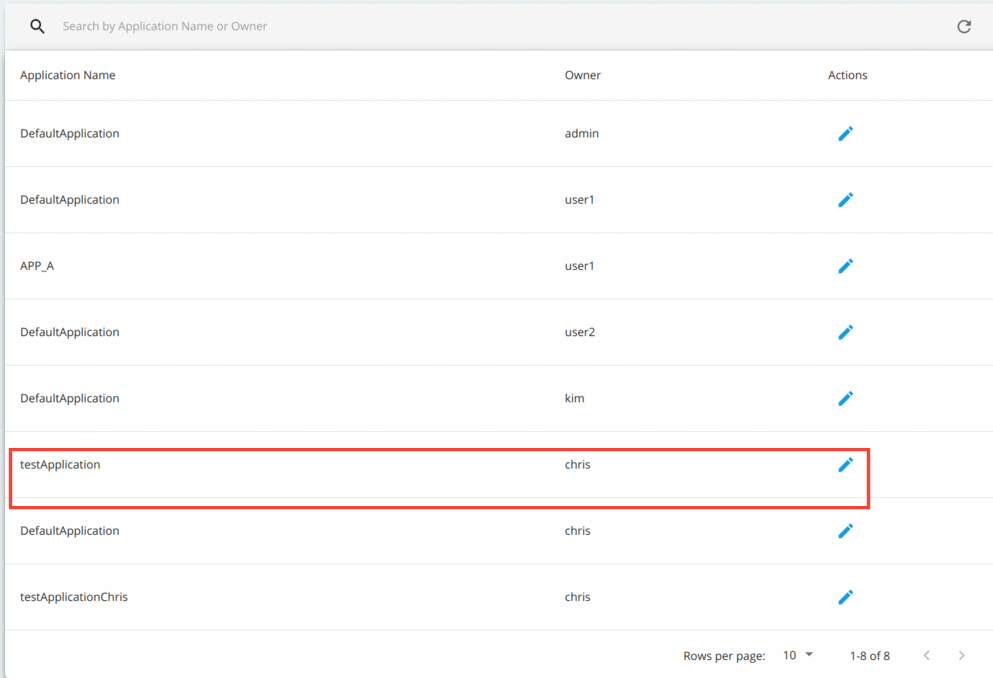 Search by Application Name or Owner
Application Name Owner Actions
DefaultApplication admin
DefaultApplication user1
APP_A user1
DefaultApplication user2
DefaultApplication kim
testApplication chris
DefaultApplication chris
testApplicationChris chris
Rows per page: 10 1-8 of 8